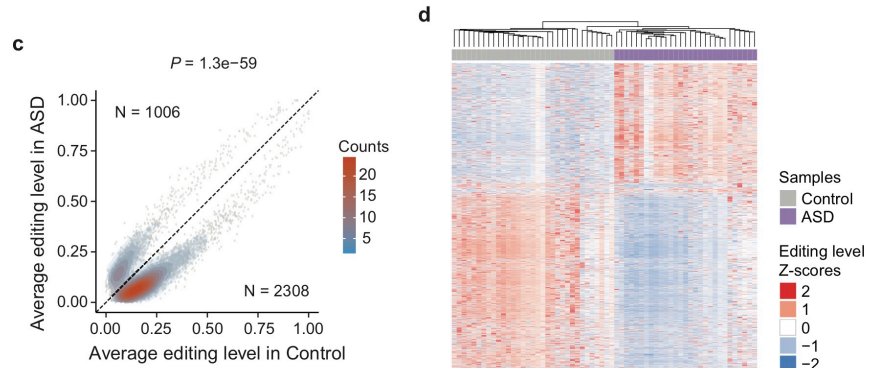 c
P = 1.3e−59
Average editing level in ASD
1.00
0.75
0.50
0.25
0.00
N = 1006
N = 2308
0.00 0.25 0.50 0.75 1.00
Average editing level in Control
Counts
20
15
10
5
d
Samples
Control
ASD
Editing level
Z-scores
2
1
0
−1
−2